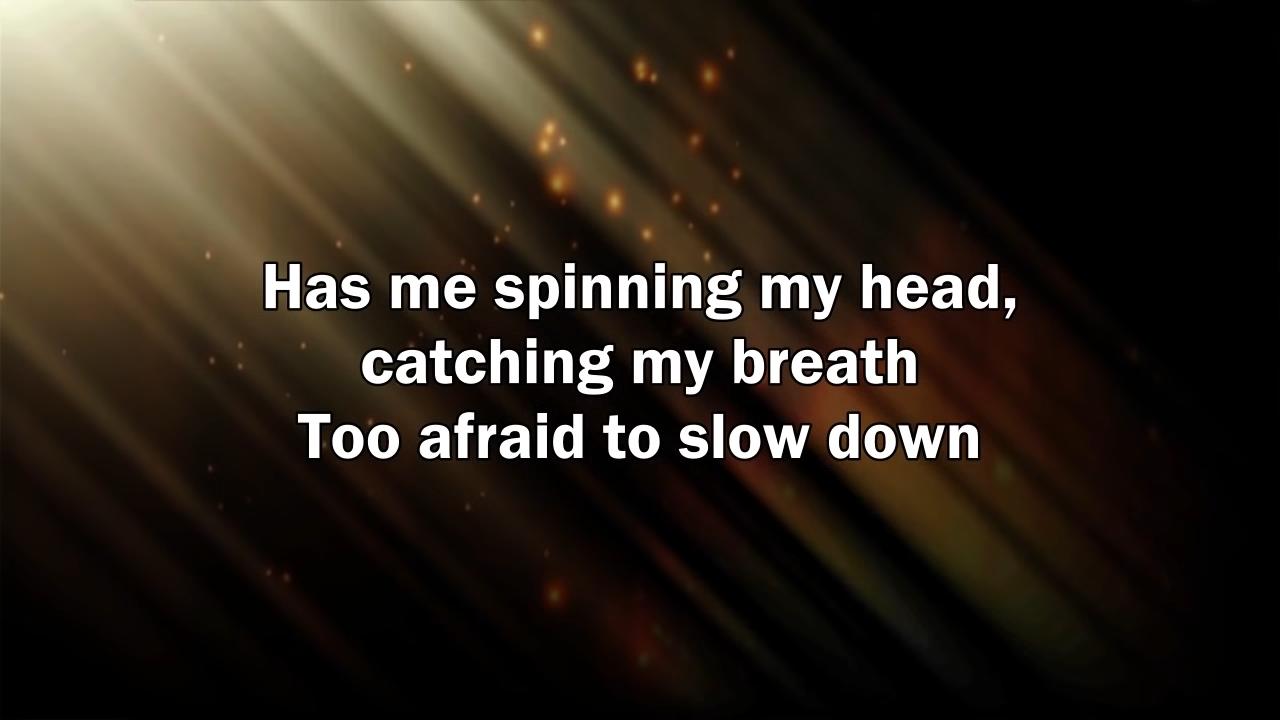 Has me spinning my head,
catching my breath
Too afraid to slow down